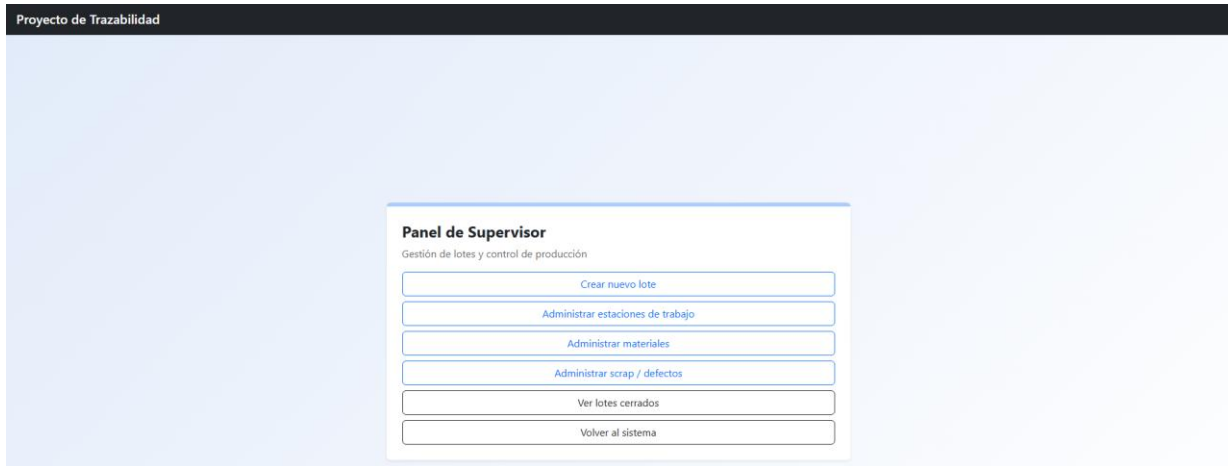 Proyecto de Trazabilidad
Panel de Supervisor
Gestión de lotes y control de producción
Crear nuevo lote
Administrar estaciones de trabajo
Administrar materiales
Administrar scrap / defectos
Ver lotes cerrados
Volver al sistema